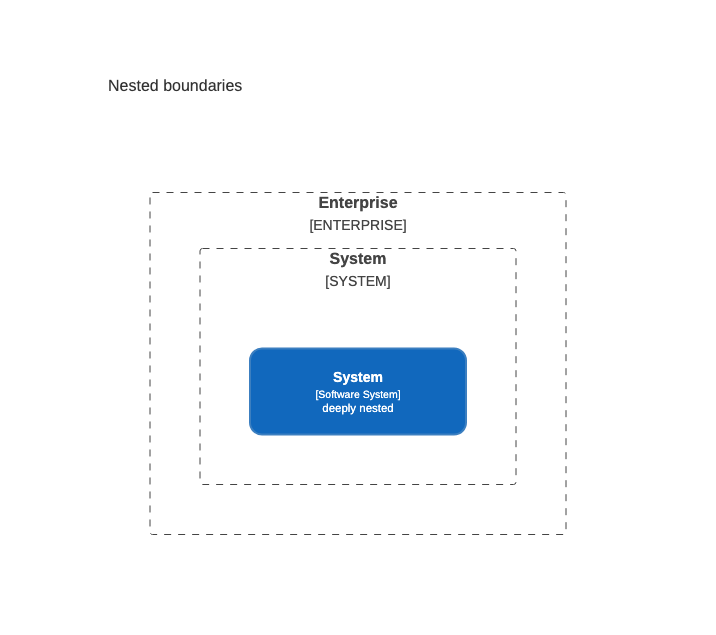 Nested boundaries
Enterprise
[ENTERPRISE]
System
[SYSTEM]
System
[Software System]
deeply nested